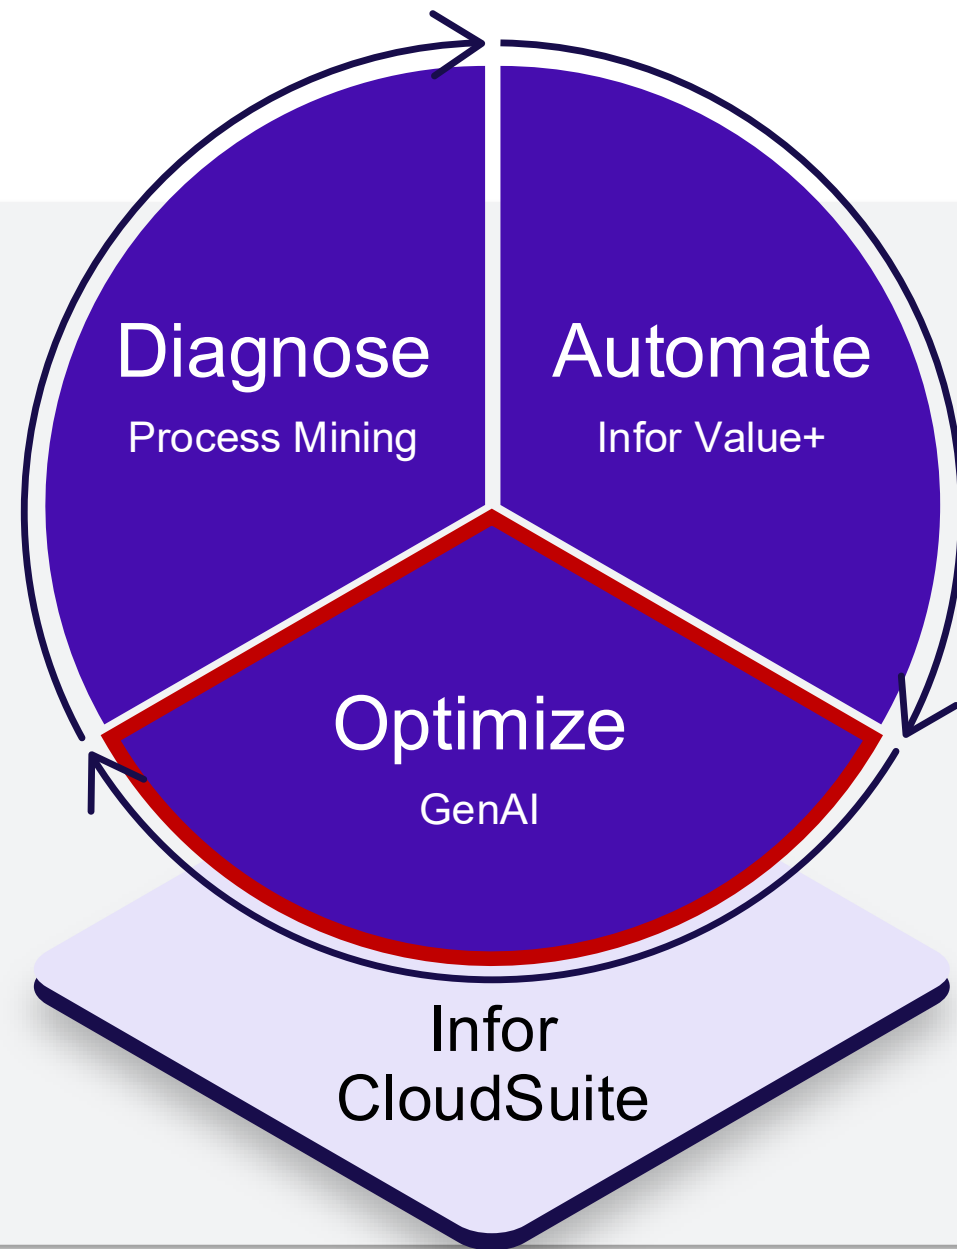 Diagnose
Process Mining
Automate
Infor Value+
Optimize
GenAI
Infor
CloudSuite